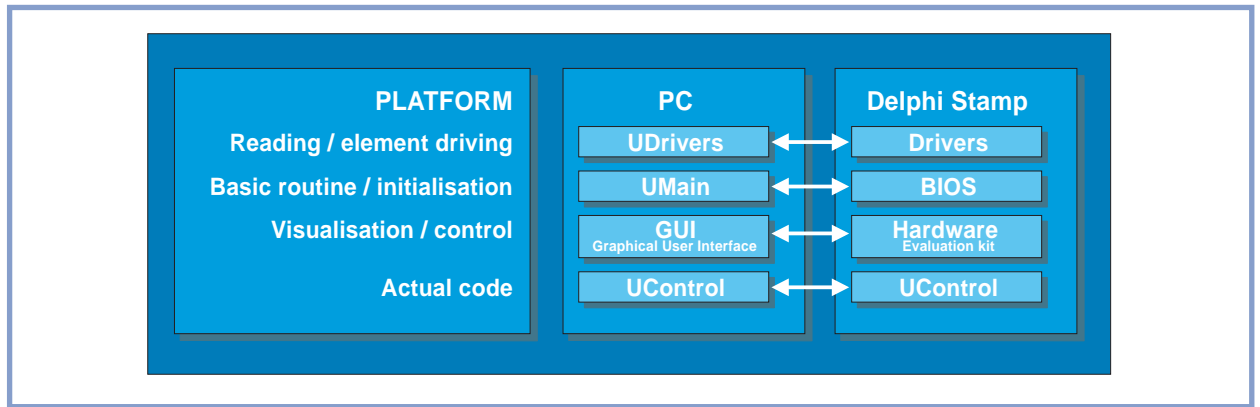 PLATFORM PC Delphi Stamp
Reading / element driving UDrivers Drivers
Basic routine / initialisation UMain BIOS
Visualisation / control GUI Hardware
Graphical User Interface Evaluation kit
Actual code UControl UControl